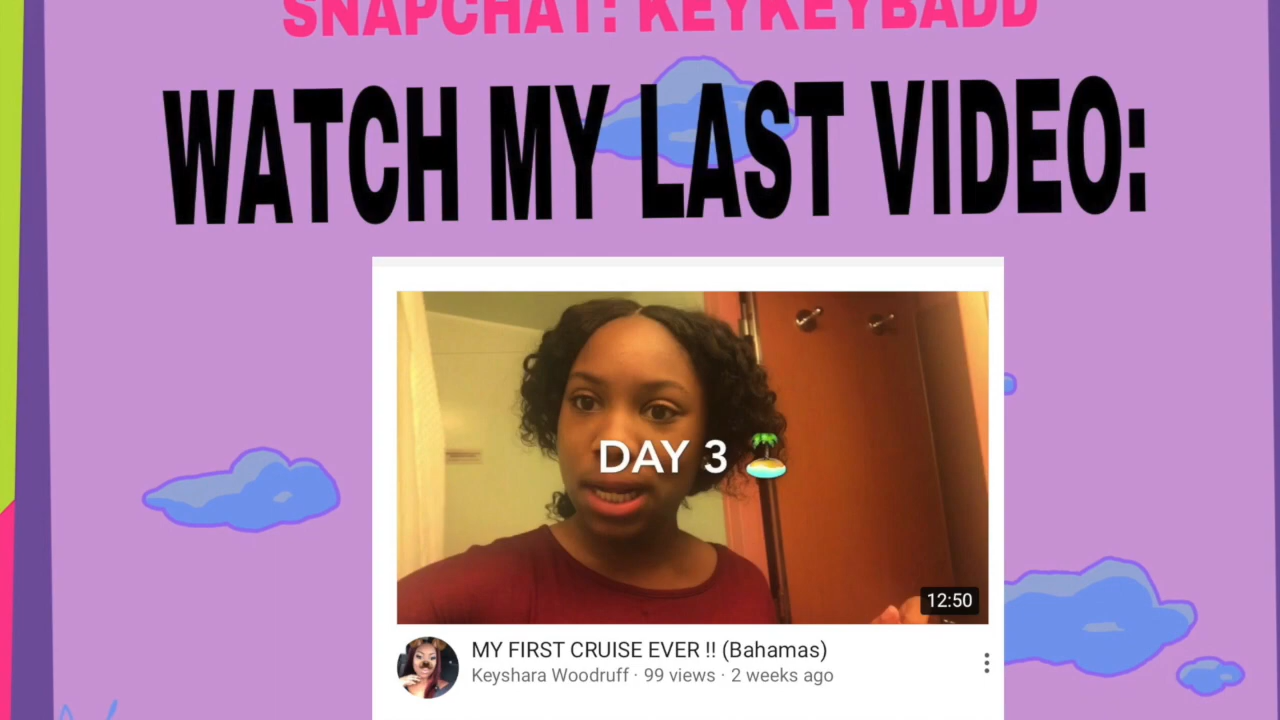 SNAPCHAT: KEYKEYBADD
WATCH MY LAST VIDEO:
DAY 3 🏝
12:50
MY FIRST CRUISE EVER !! (Bahamas)
Keyshara Woodruff · 99 views · 2 weeks ago